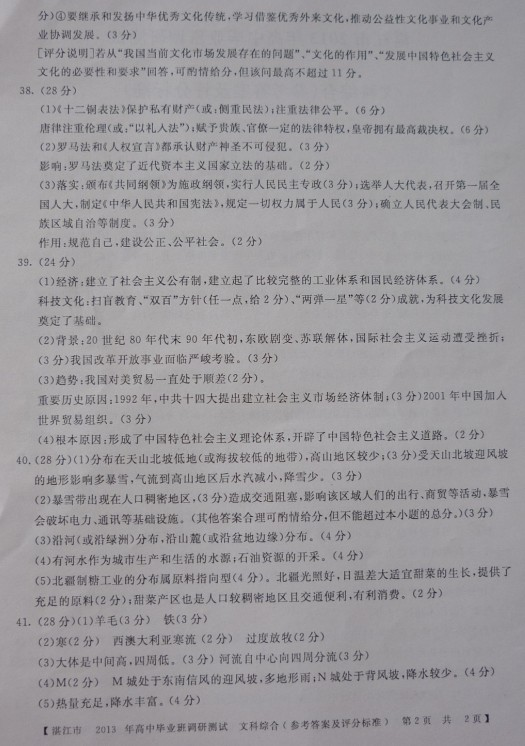 分)④要继承和发扬中华优秀文化传统,学习借鉴优秀外来文化,推动公益性文化事业和文化产
业协调发展。(3分)
[评分说明]若从“我国当前文化市场发展存在的问题”、“文化的作用”、“发展中国特色社会主义
文化的必要性和要求”回答,可酌情给分,但该问最高不超过11分。
38.(28分)
(1)《十二铜表法》保护私有财产(或:侧重民法);注重法律公平。(6分)
唐律注重伦理(或:“以礼入法”);赋予贵族、官僚一定的法律特权,皇帝拥有最高裁决权。(6分)
(2)罗马法和《人权宣言》都承认财产神圣不可侵犯。(3分)
影响:罗马法奠定了近代资本主义国家立法的基础。(2分)
(3)落实:颁布《共同纲领》为施政纲领,实行人民民主专政(3分);选举人大代表,召开第一届全
国人大,制定《中华人民共和国宪法》,规定一切权力属于人民(3分);确立人民代表大会制、民
族区域自治等制度。(3分)
作用:规范自己,建设公正、公平社会。(2分)
39.(24分)
(1)经济:建立了社会主义公有制,建立起了比较完整的工业体系和国民经济体系。(4分)
科技文化:扫盲教育、“双百”方针(任一点,给2分)、“两弹一星”等(2分)成就,为科技文化发展
奠定了基础。
(2)背景:20世纪80年代末90年代初,东欧剧变、苏联解体,国际社会主义运动遭受挫折;
(3分)我国改革开放事业面临严峻考验。(3分)
(3)趋势:我国对美贸易一直处于顺差(2分)。
重要历史原因:1992年,中共十四大提出建立社会主义市场经济体制;(3分)2001年中国加入
世界贸易组织。(3分)
(4)根本原因:形成了中国特色社会主义理论体系,开辟了中国特色社会主义道路。(2分)
40.(28分)(1)分布在天山北坡低地(或海拔较低的地带),高山地区较少;(3分)受天山北坡迎风坡
的地形影响多暴雪,气流到高山地区后水汽减小,降雪少。(3分)
(2)暴雪带出现在人口稠密地区,(3分)造成交通阻塞,影响该区域人们的出行、商贸等活动,暴雪
会破坏电力、通讯等基础设施。(其他答案合理可酌情给分,但不能超过本小题的总分。)(3分)
(3)沿河(或沿绿洲)分布,沿山麓(或沿盆地边缘)分布。(4分)
(4)有河水作为城市生产和生活的水源;石油资源的开采。(4分)
(5)北疆制糖工业的分布属原料指向型(4分)。北疆光照好,日温差大适宜甜菜的生长,提供了
充足的原料(2分);甜菜产区也是人口较稠密地区且交通便利,有利消费。(2分)
41.(28分)(1)羊毛(3分) 铁(3分)
(2)寒(2分) 西澳大利亚寒流(2分) 过度放牧(2分)
(3)大体是中间高,四周低。(3分)河流自中心向四周分流(3分)
(4)M(2分) M城处于东南信风的迎风坡,多地形雨;N城处于背风坡,降水较少。(4分)
(5)热量充足,降水丰富。(4分)
【湛江市 2013 年高中毕业班调研测试 文科综合(参考答案及评分标准) 第2页 共 2页】